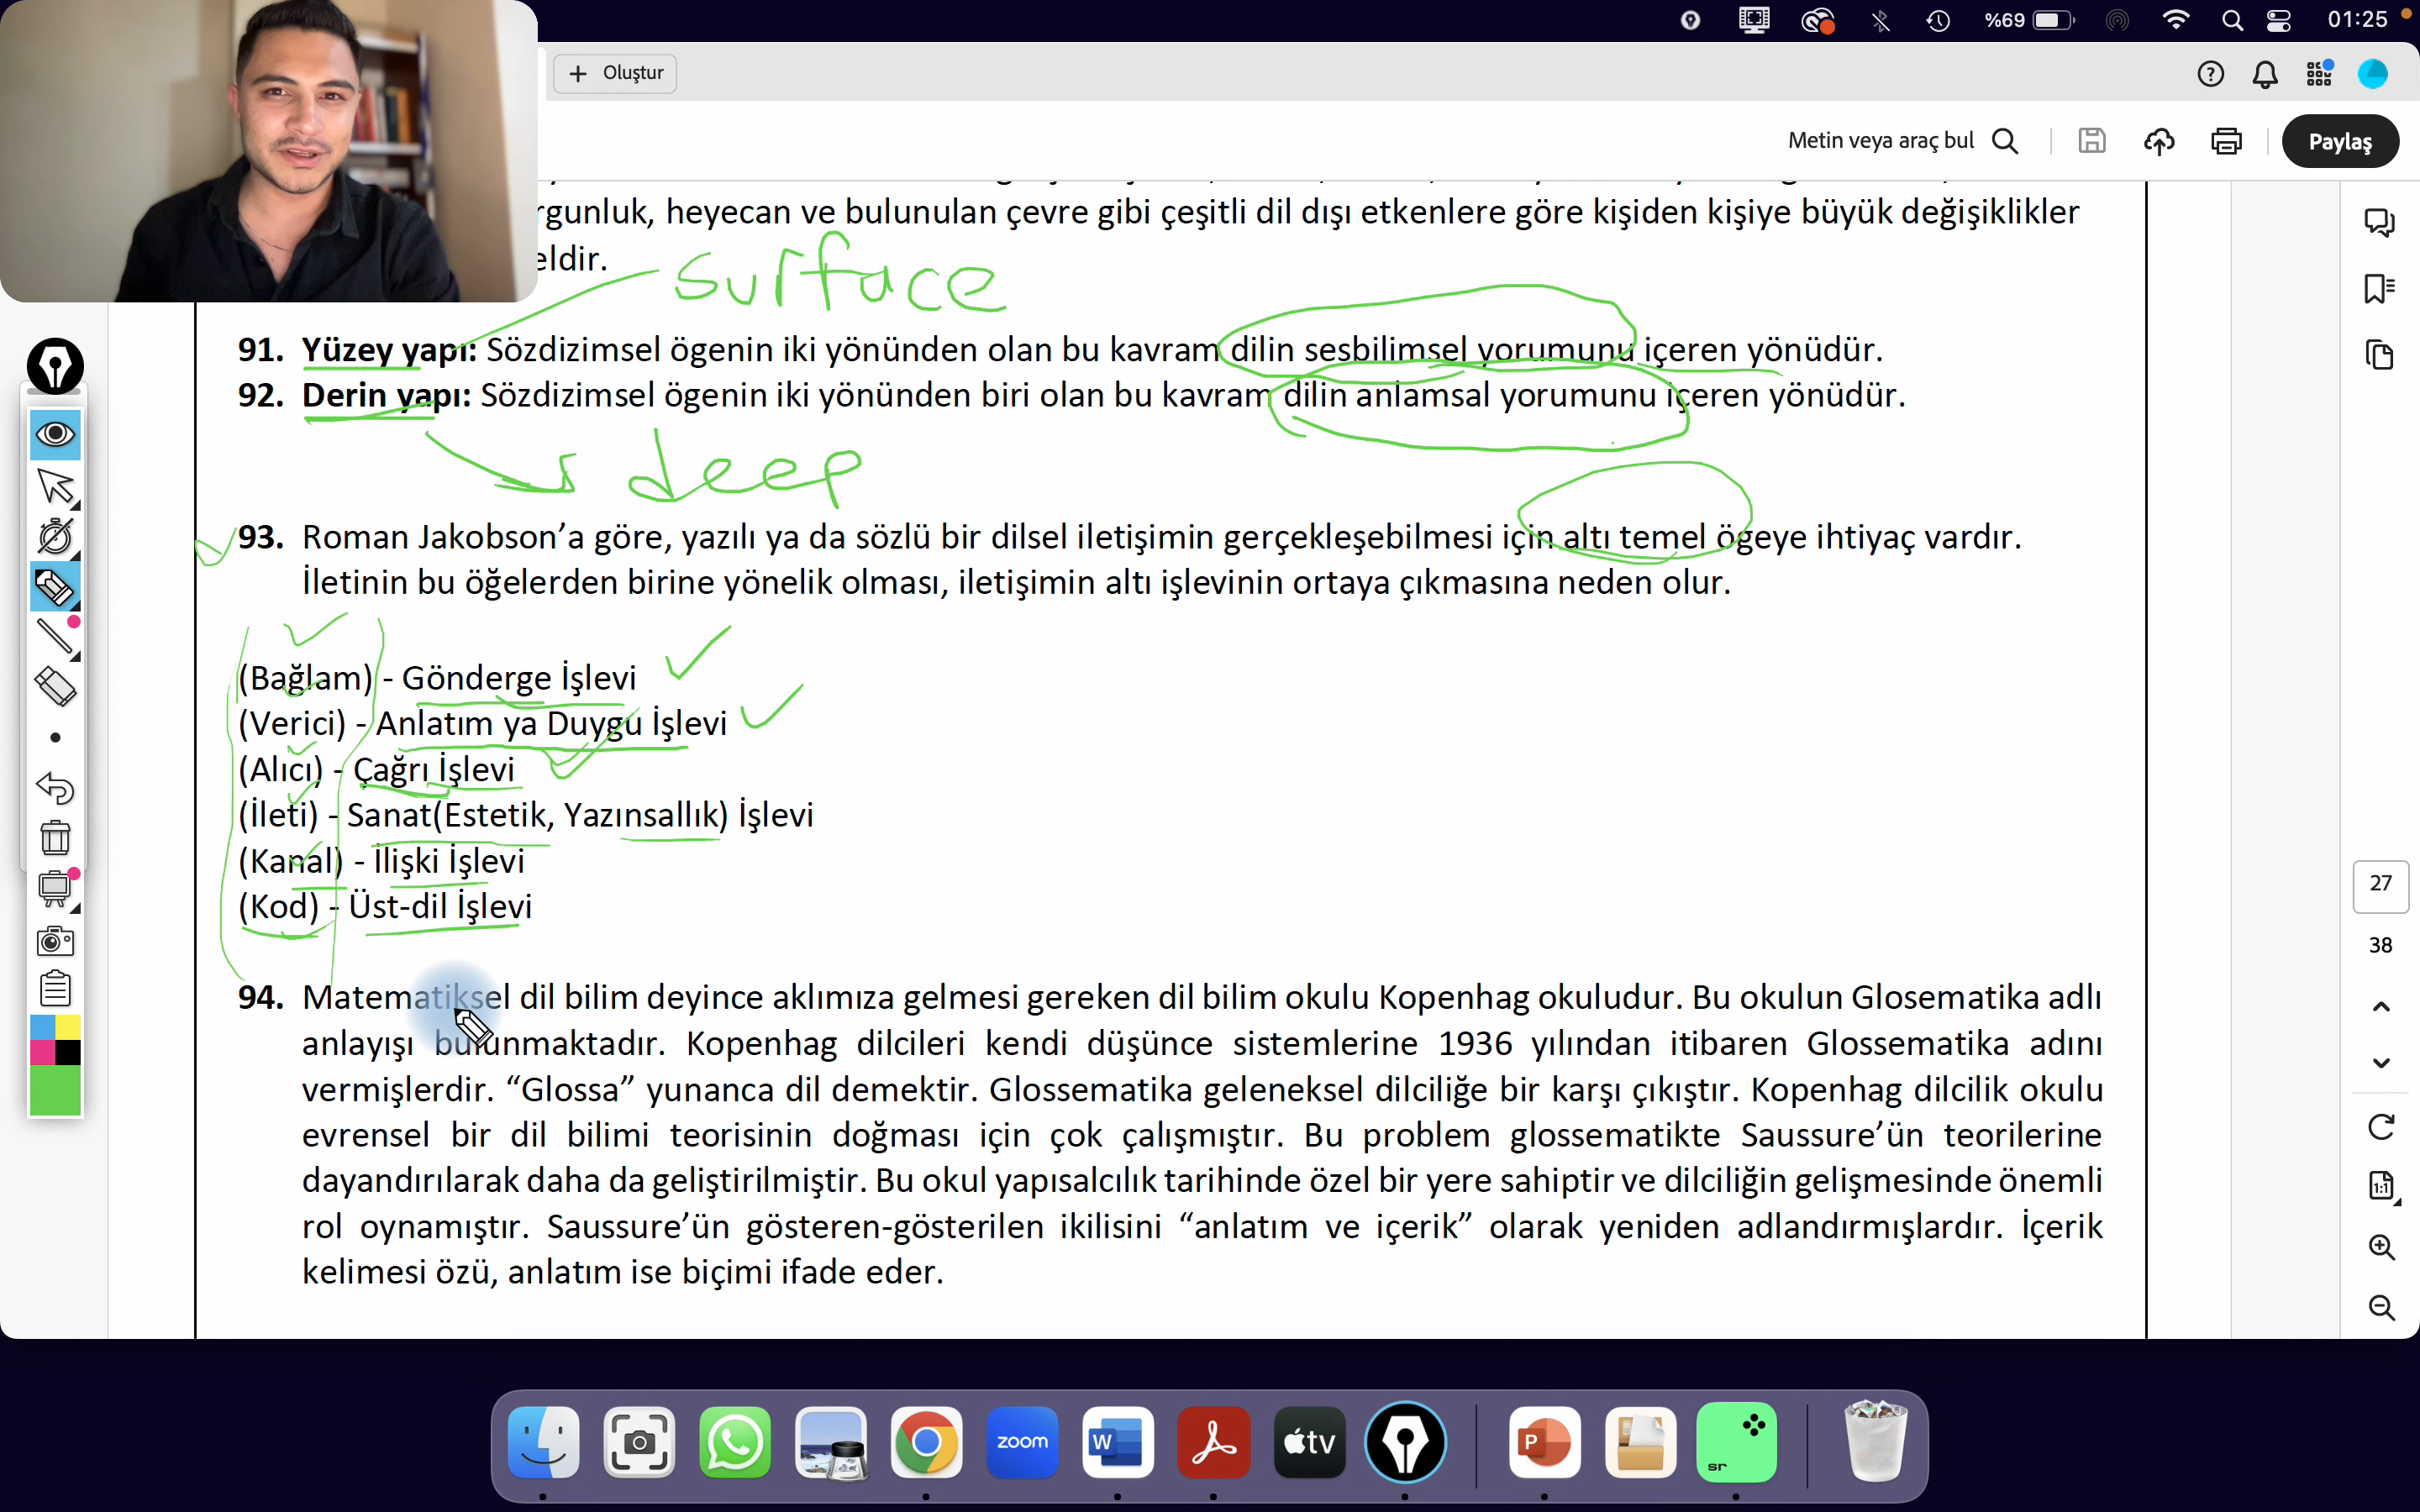 %69
01:25
+ Oluştur
Metin veya araç bul
Paylaş
rgunluk, heyecan ve bulunulan çevre gibi çeşitli dil dışı etkenlere göre kişiden kişiye büyük değişiklikler
eldir.
surface
91. Yüzey yapı: Sözdizimsel ögenin iki yönünden olan bu kavram dilin sesbilimsel yorumunu içeren yönüdür.
92. Derin yapı: Sözdizimsel ögenin iki yönünden biri olan bu kavram dilin anlamsal yorumunu içeren yönüdür.
deep
93. Roman Jakobson’a göre, yazılı ya da sözlü bir dilsel iletişimin gerçekleşebilmesi için altı temel ögeye ihtiyaç vardır.
İletinin bu öğelerden birine yönelik olması, iletişimin altı işlevinin ortaya çıkmasına neden olur.
(Bağlam) - Gönderge İşlevi
(Verici) - Anlatım ya Duygu İşlevi
(Alıcı) - Çağrı İşlevi
(İleti) - Sanat(Estetik, Yazınsallık) İşlevi
(Kanal) - İlişki İşlevi
(Kod) - Üst-dil İşlevi
94. Matematiksel dil bilim deyince aklımıza gelmesi gereken dil bilim okulu Kopenhag okuludur. Bu okulun Glosematika adlı
anlayışı bulunmaktadır. Kopenhag dilcileri kendi düşünce sistemlerine 1936 yılından itibaren Glossematika adını
vermişlerdir. “Glossa” yunanca dil demektir. Glossematika geleneksel dilciliğe bir karşı çıkıştır. Kopenhag dilcilik okulu
evrensel bir dil bilimi teorisinin doğması için çok çalışmıştır. Bu problem glossematikte Saussure’ün teorilerine
dayandırılarak daha da geliştirilmiştir. Bu okul yapısalcılık tarihinde özel bir yere sahiptir ve dilciliğin gelişmesinde önemli
rol oynamıştır. Saussure’ün gösteren-gösterilen ikilisini “anlatım ve içerik” olarak yeniden adlandırmışlardır. İçerik
kelimesi özü, anlatım ise biçimi ifade eder.
27
38
1:1
zoom
W
tv
P
sr